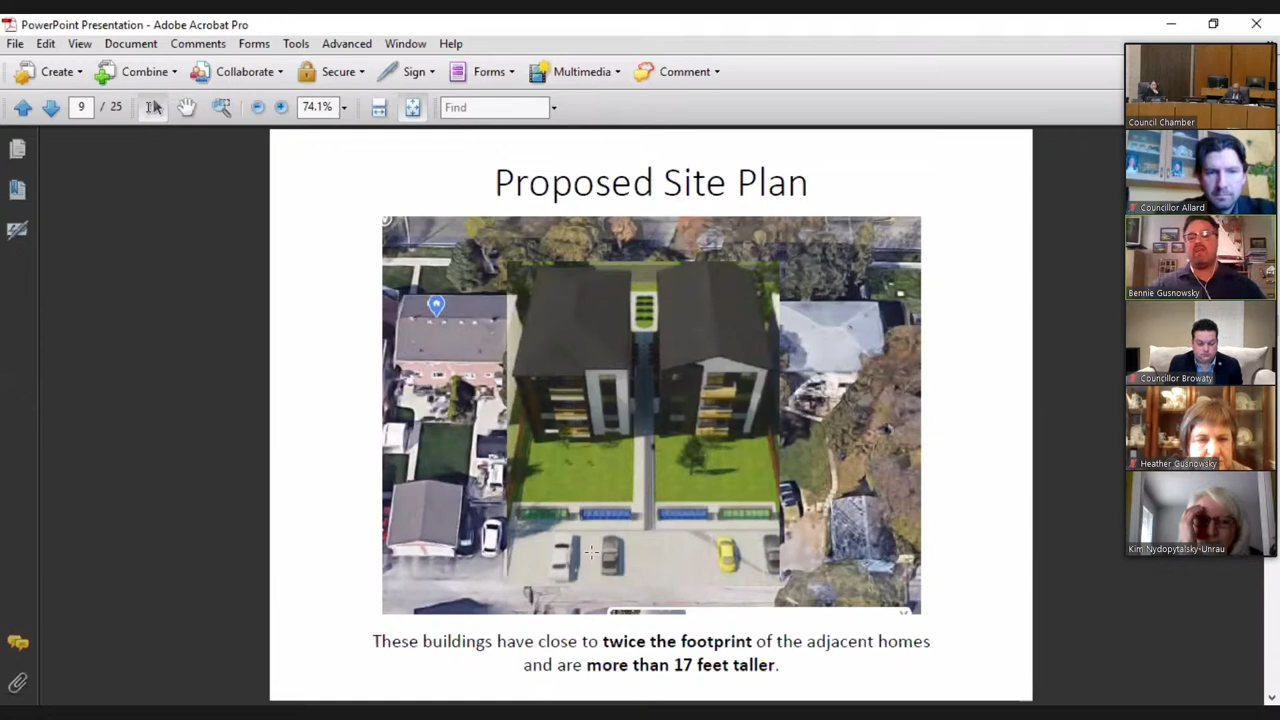 PowerPoint Presentation - Adobe Acrobat Pro
File Edit View Document Comments Forms Tools Advanced Window Help
Create Combine Collaborate Secure Sign Forms Multimedia Comment
9 / 25 74.1% Find
Proposed Site Plan
These buildings have close to twice the footprint of the adjacent homes
and are more than 17 feet taller.
Council Chamber
Councillor Allard
Bennie Gusnowsky
Councillor Browaty
Heather Gusnowsky
Kim Nydopytalsky-Unrau